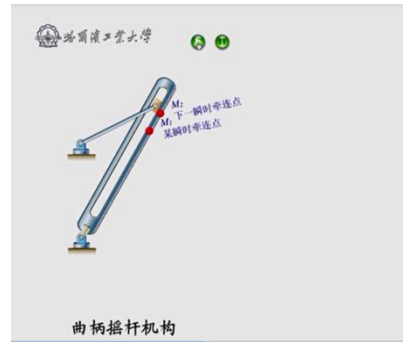 哈尔滨工业大学
M₂
下一瞬时牵连点
M₁
某瞬时牵连点
曲柄摇杆机构